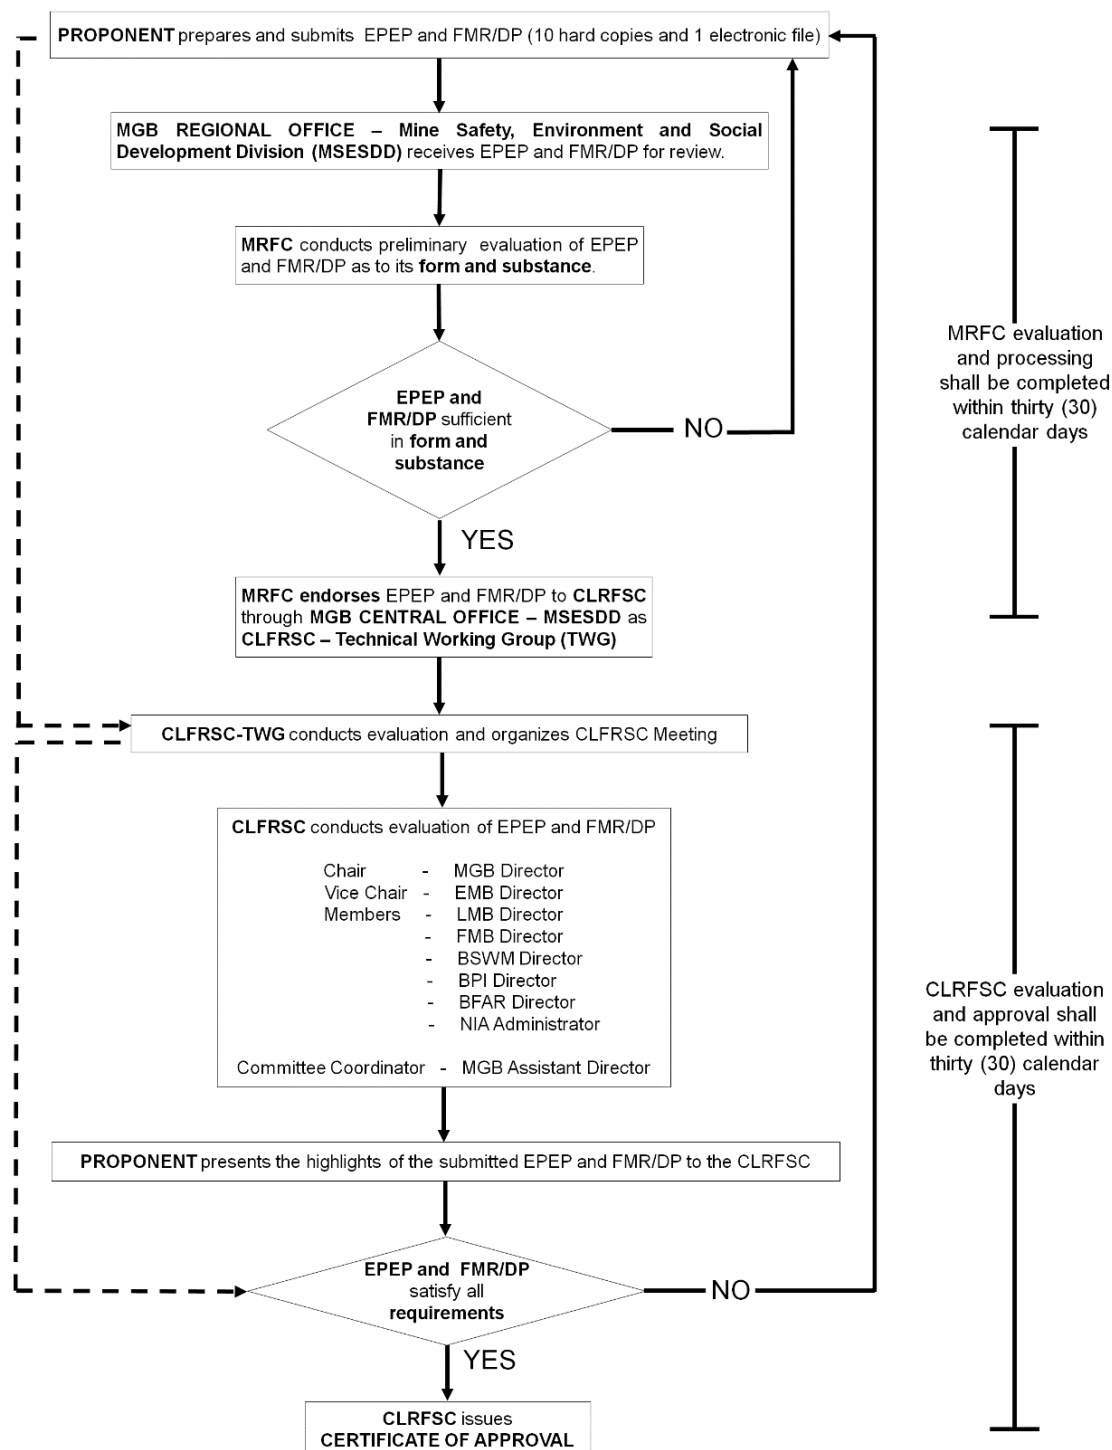 PROPONENT prepares and submits EPEP and FMR/DP (10 hard copies and 1 electronic file)
MGB REGIONAL OFFICE – Mine Safety, Environment and Social
Development Division (MSESDD) receives EPEP and FMR/DP for review.
MRFC conducts preliminary evaluation of EPEP
and FMR/DP as to its form and substance.
EPEP and
FMR/DP sufficient
in form and
substance
NO
YES
MRFC endorses EPEP and FMR/DP to CLRFSC
through MGB CENTRAL OFFICE – MSESDD as
CLFRSC – Technical Working Group (TWG)
MRFC evaluation
and processing
shall be completed
within thirty (30)
calendar days
CLFRSC-TWG conducts evaluation and organizes CLFRSC Meeting
CLFRSC conducts evaluation of EPEP and FMR/DP
Chair - MGB Director
Vice Chair - EMB Director
Members - LMB Director
- FMB Director
- BSWM Director
- BPI Director
- BFAR Director
- NIA Administrator
Committee Coordinator - MGB Assistant Director
PROPONENT presents the highlights of the submitted EPEP and FMR/DP to the CLRFSC
EPEP and FMR/DP
satisfy all
requirements
NO
YES
CLRFSC issues
CERTIFICATE OF APPROVAL
CLRFSC evaluation
and approval shall
be completed within
thirty (30) calendar
days